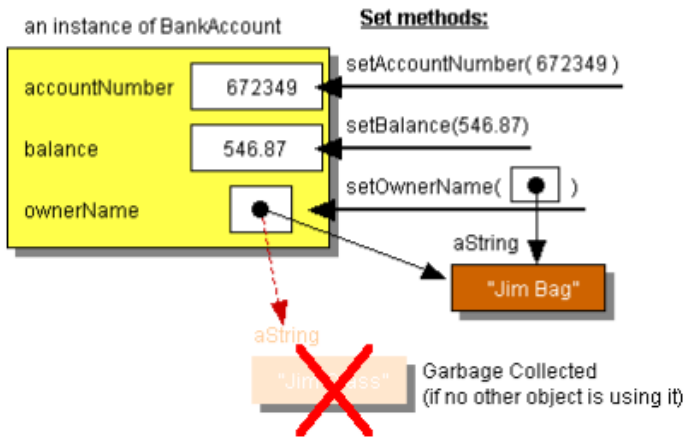 an instance of BankAccount
Set methods:
accountNumber
672349
setAccountNumber( 672349 )
balance
546.87
setBalance(546.87)
ownerName
setOwnerName( )
aString
"Jim Bag"
aString
Garbage Collected
(if no other object is using it)